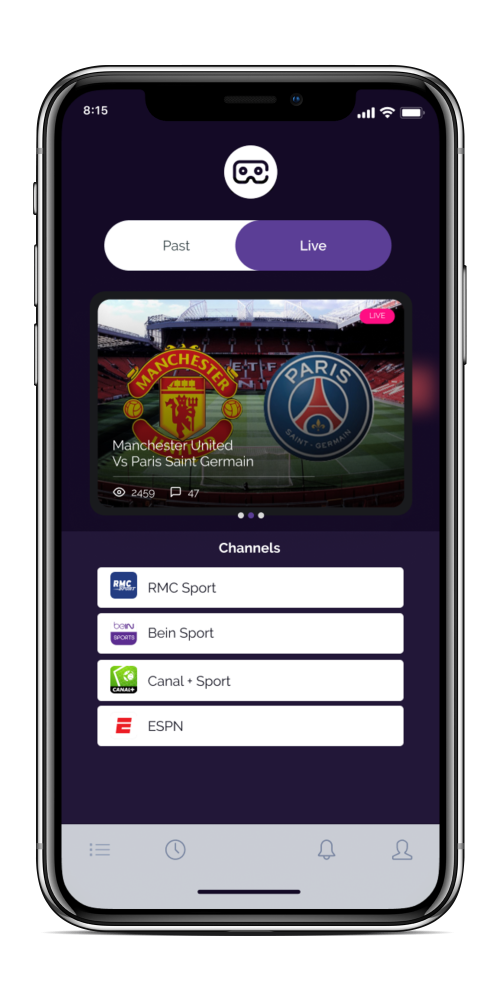 8:15
Past
Live
LIVE
MANCHESTER
UNITED
PARIS
SAINT-GERMAIN
Manchester United
Vs Paris Saint Germain
2459
47
Channels
RMC
SPORT
RMC Sport
beIN
SPORTS
Bein Sport
CANAL+
Canal + Sport
E
ESPN